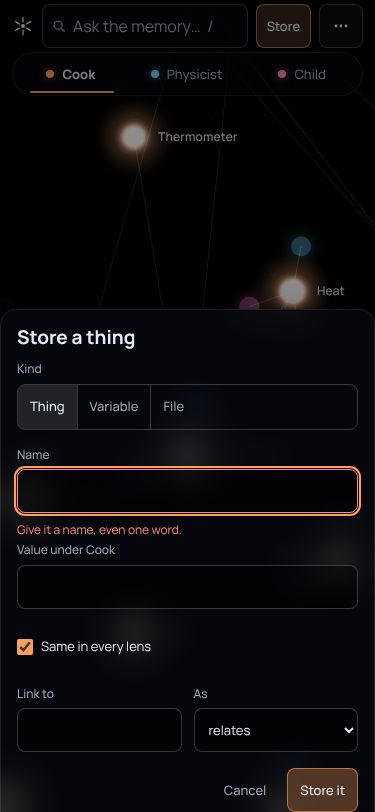 Ask the memory... /
Store
...
Cook
Physicist
Child
Thermometer
Heat
Store a thing
Kind
Thing
Variable
File
Name
Give it a name, even one word.
Value under Cook
Same in every lens
Link to
As
relates
Cancel
Store it